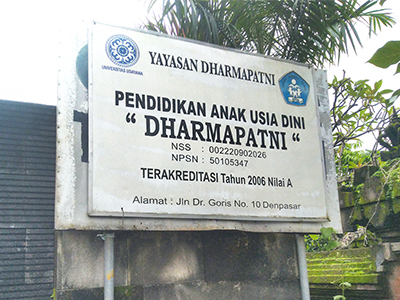 YAYASAN DHARMAPATNI
UNIVERSITAS UDAYANA
PENDIDIKAN ANAK USIA DINI
" DHARMAPATNI "
NSS : 002220902026
NPSN : 50105347
TERAKREDITASI Tahun 2006 Nilai A
Alamat : Jln Dr. Goris No. 10 Denpasar